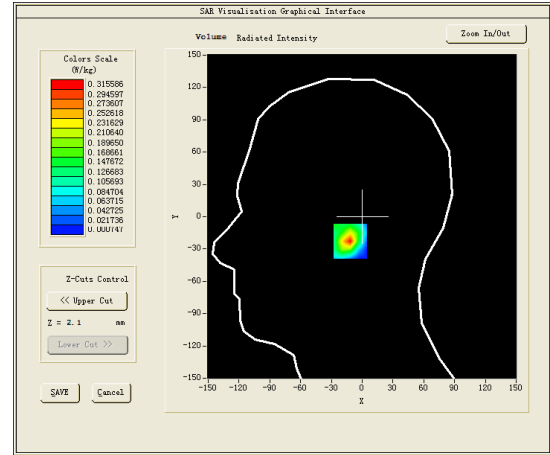 SAR Visualisation Graphical Interface
Volume Radiated Intensity
Zoom In/Out
Colors Scale
(W/kg)
0.315586
0.294597
0.273607
0.252618
0.231629
0.210640
0.189650
0.168661
0.147672
0.126683
0.105693
0.084704
0.063715
0.042725
0.021736
0.000747
Z-Cuts Control
<< Upper Cut
Z = 2.1 mm
Lower Cut >>
SAVE
Cancel
150
120
90
60
30
0
-30
-60
-90
-120
-150
Y
-150 -120 -90 -60 -30 0 30 60 90 120 150
X